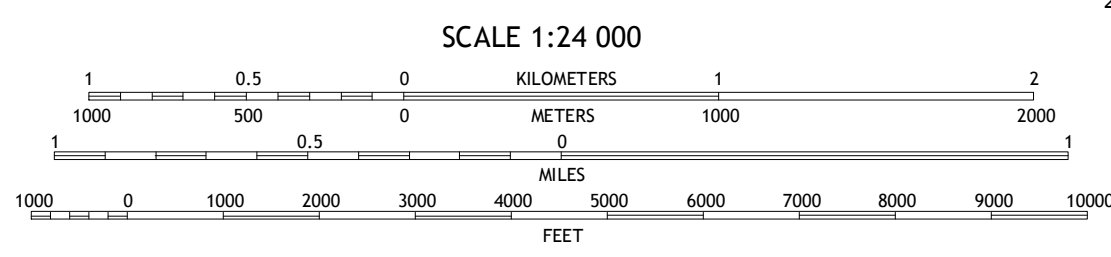 SCALE 1:24 000
1 0.5 0 KILOMETERS 1 2
1000 500 0 METERS 1000 2000
1 0.5 0 1
MILES
1000 0 1000 2000 3000 4000 5000 6000 7000 8000 9000 10000
FEET